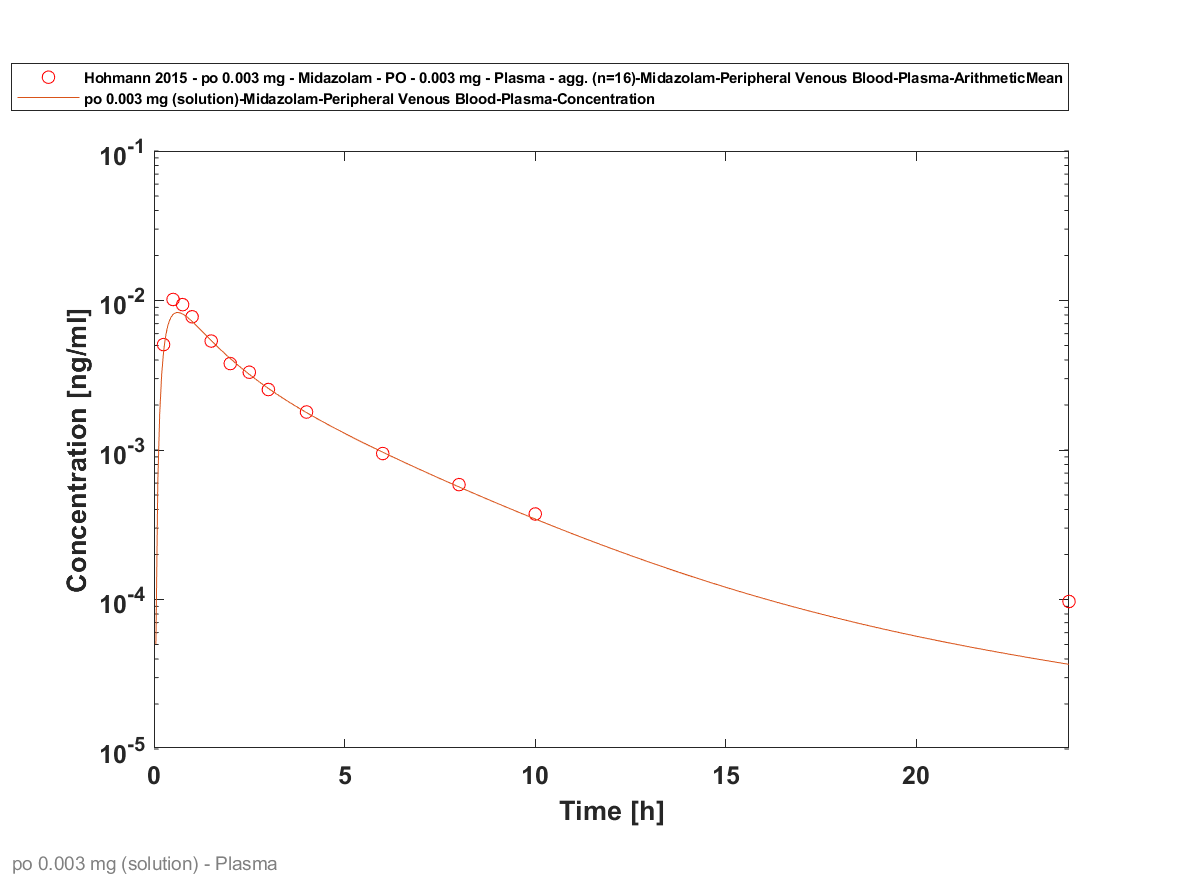 Hohmann 2015 - po 0.003 mg - Midazolam - PO - 0.003 mg - Plasma - agg. (n=16)-Midazolam-Peripheral Venous Blood-Plasma-ArithmeticMean
po 0.003 mg (solution)-Midazolam-Peripheral Venous Blood-Plasma-Concentration
10-1
10-2
10-3
10-4
10-5
Concentration [ng/ml]
0 5 10 15 20
Time [h]
po 0.003 mg (solution) - Plasma